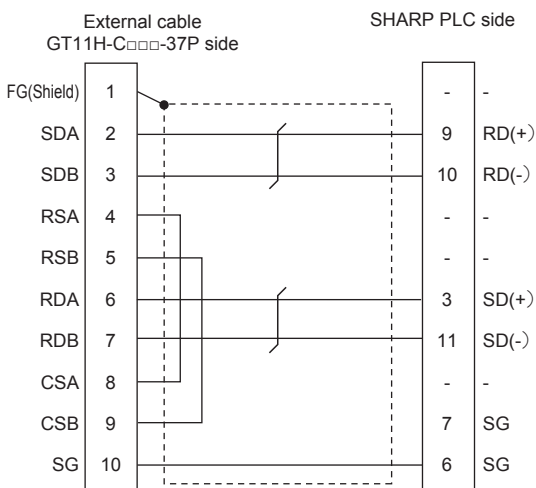 External cable
GT11H-C□□□-37P side
SHARP PLC side
FG(Shield) 1 - -
SDA 2 9 RD(+)
SDB 3 10 RD(-)
RSA 4 - -
RSB 5 - -
RDA 6 3 SD(+)
RDB 7 11 SD(-)
CSA 8 - -
CSB 9 7 SG
SG 10 6 SG